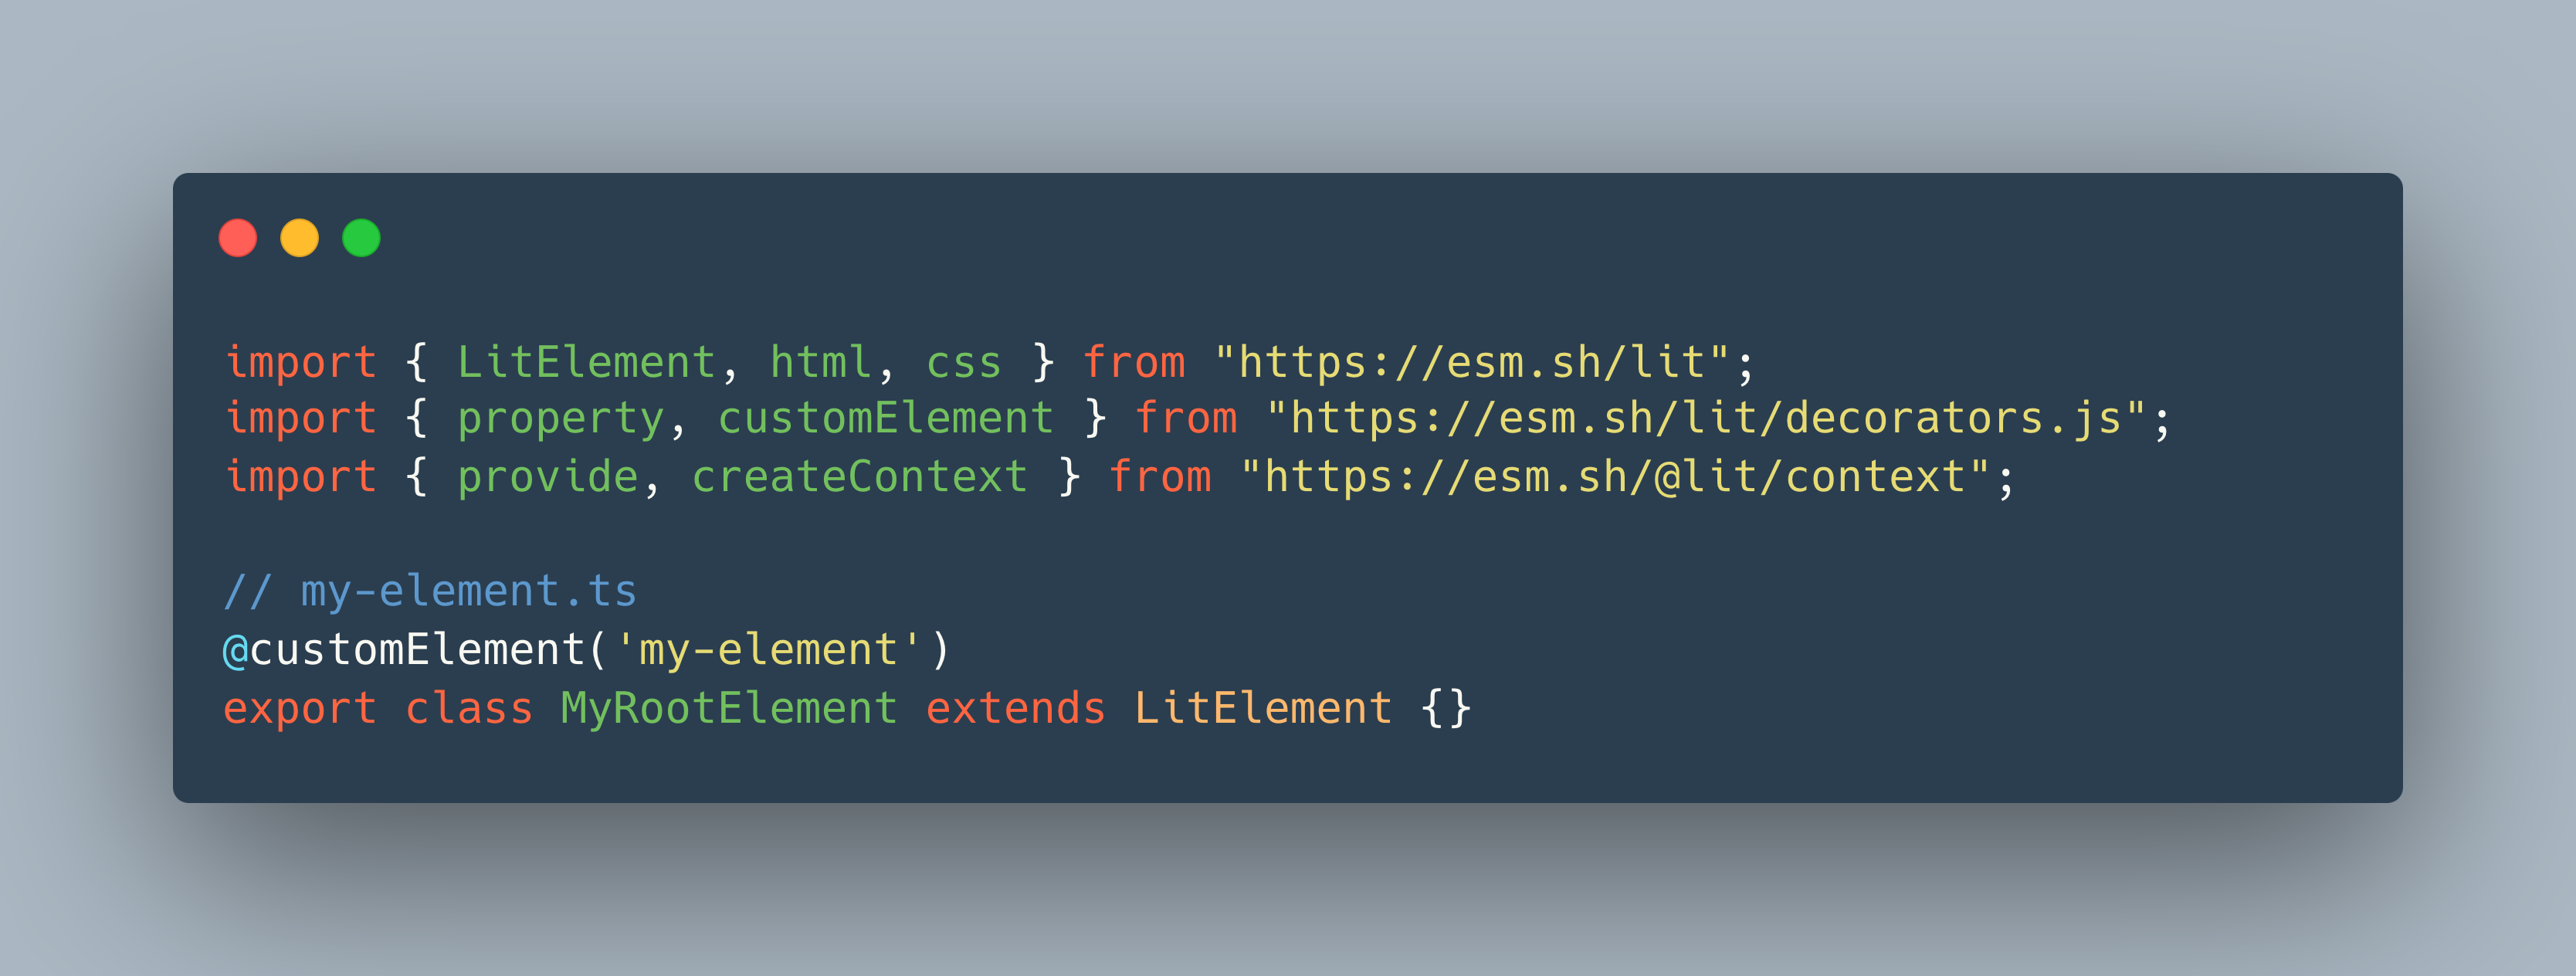 import { LitElement, html, css } from "https://esm.sh/lit";
import { property, customElement } from "https://esm.sh/lit/decorators.js";
import { provide, createContext } from "https://esm.sh/@lit/context";
// my-element.ts
@customElement('my-element')
export class MyRootElement extends LitElement {}